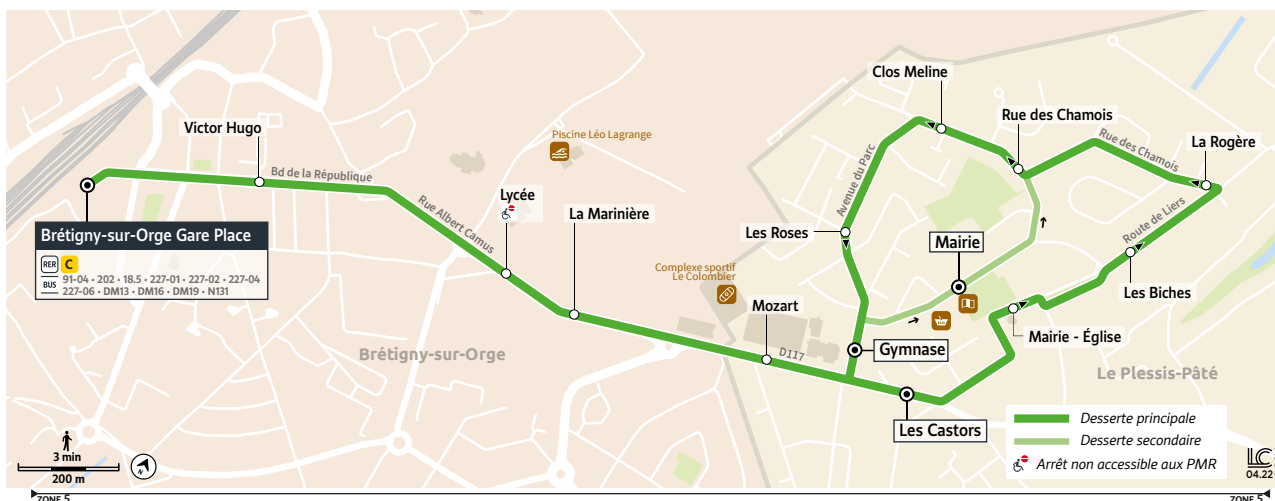 Clos Meline
Rue des Chamois
Victor Hugo
Piscine Léo Lagrange
Rue des Chamois
La Rogère
Bd de la République
Avenue du Parc
Lycée
Rue Albert Camus
La Marinière
Route de Liers
Les Roses
Mairie
Brétigny-sur-Orge Gare Place
RER C
BUS 91-04 • 202 • 18.5 • 227-01 • 227-02 • 227-04
227-06 • DM13 • DM16 • DM19 • N131
Complexe sportif
Le Colombier
Les Biches
Mozart
Mairie - Église
D117
Gymnase
Brétigny-sur-Orge
Le Plessis-Pâté
Les Castors
Desserte principale
Desserte secondaire
Arrêt non accessible aux PMR
3 min
200 m
N
LC
04.22
ZONE 5
ZONE 5